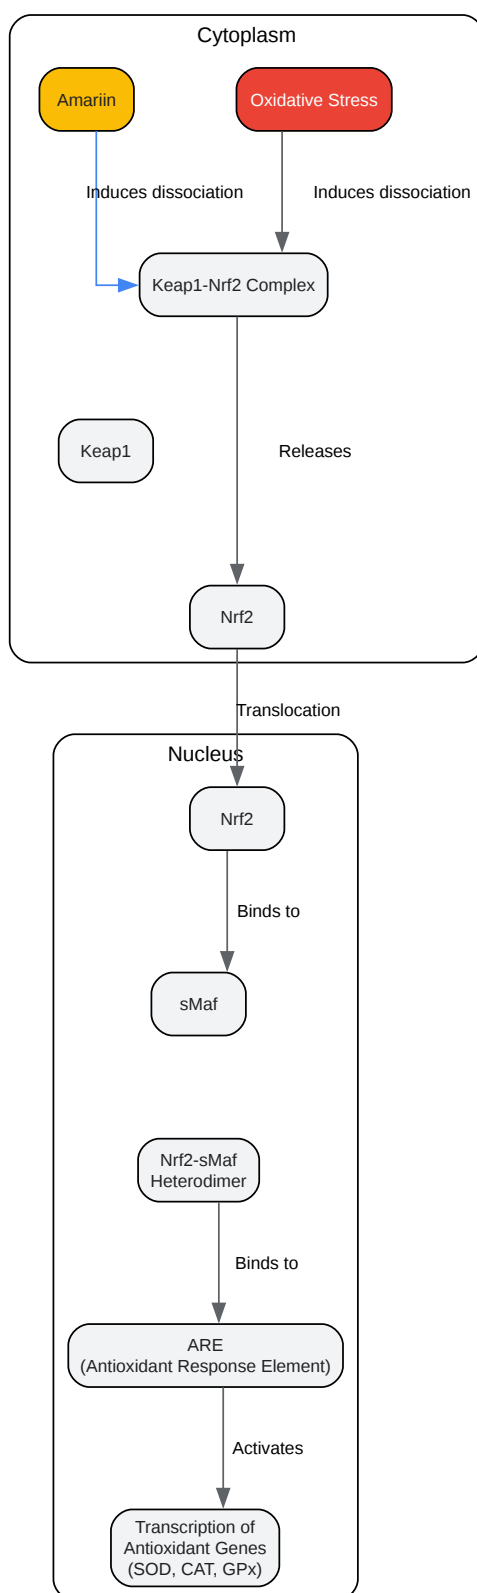 Cytoplasm
Amariin
Oxidative Stress
Induces dissociation
Induces dissociation
Keap1-Nrf2 Complex
Keap1
Releases
Nrf2
Translocation
Nucleus
Nrf2
Binds to
sMaf
Nrf2-sMaf
Heterodimer
Binds to
ARE
(Antioxidant Response Element)
Activates
Transcription of
Antioxidant Genes
(SOD, CAT, GPx)